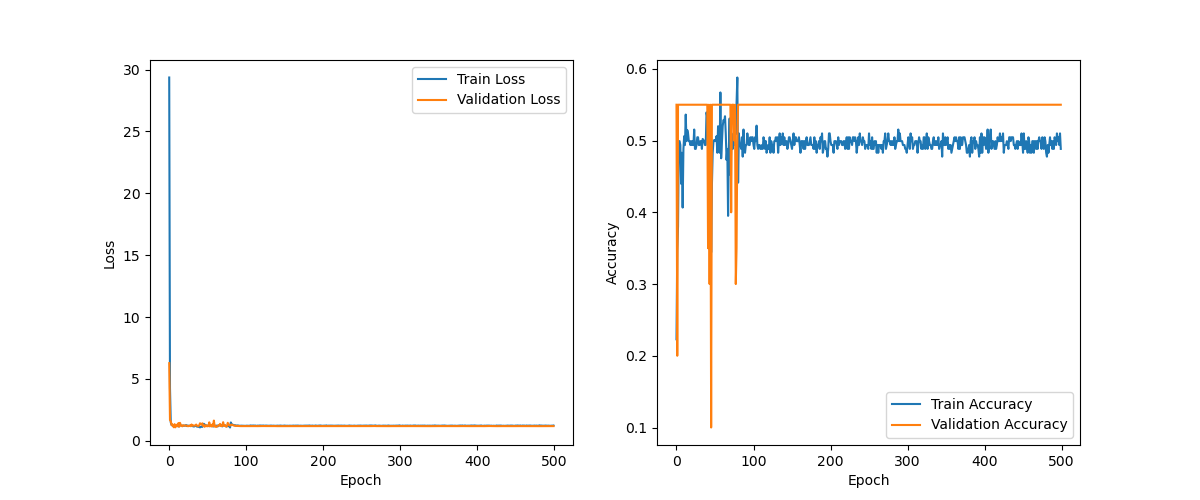 30
25
20
15
10
5
0
Loss
0 100 200 300 400 500
Epoch
Train Loss
Validation Loss
0.6
0.5
0.4
0.3
0.2
0.1
Accuracy
0 100 200 300 400 500
Epoch
Train Accuracy
Validation Accuracy